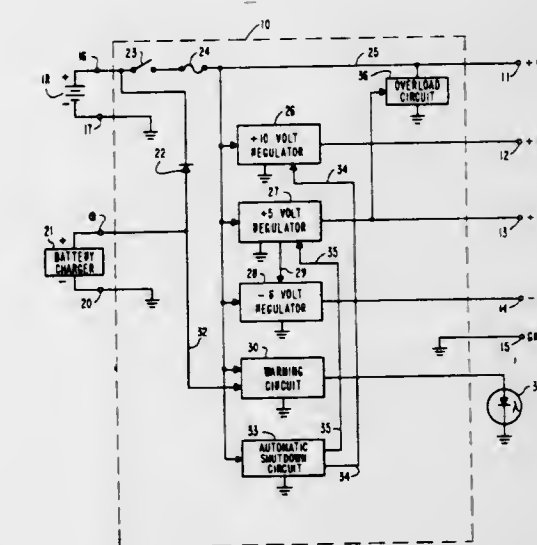 10
16
23
24
25
+
11
18
+
-
17
36
OVERLOAD
CIRCUIT
26
+10 VOLT
REGULATOR
34
+
12
22
27
+5 VOLT
REGULATOR
35
+
13
21
+
BATTERY
CHARGER
-
20
28
29
- 6 VOLT
REGULATOR
-
14
15
32
30
WARNING
CIRCUIT
λ
33
AUTOMATIC
SHUTDOWN
CIRCUIT
35
34